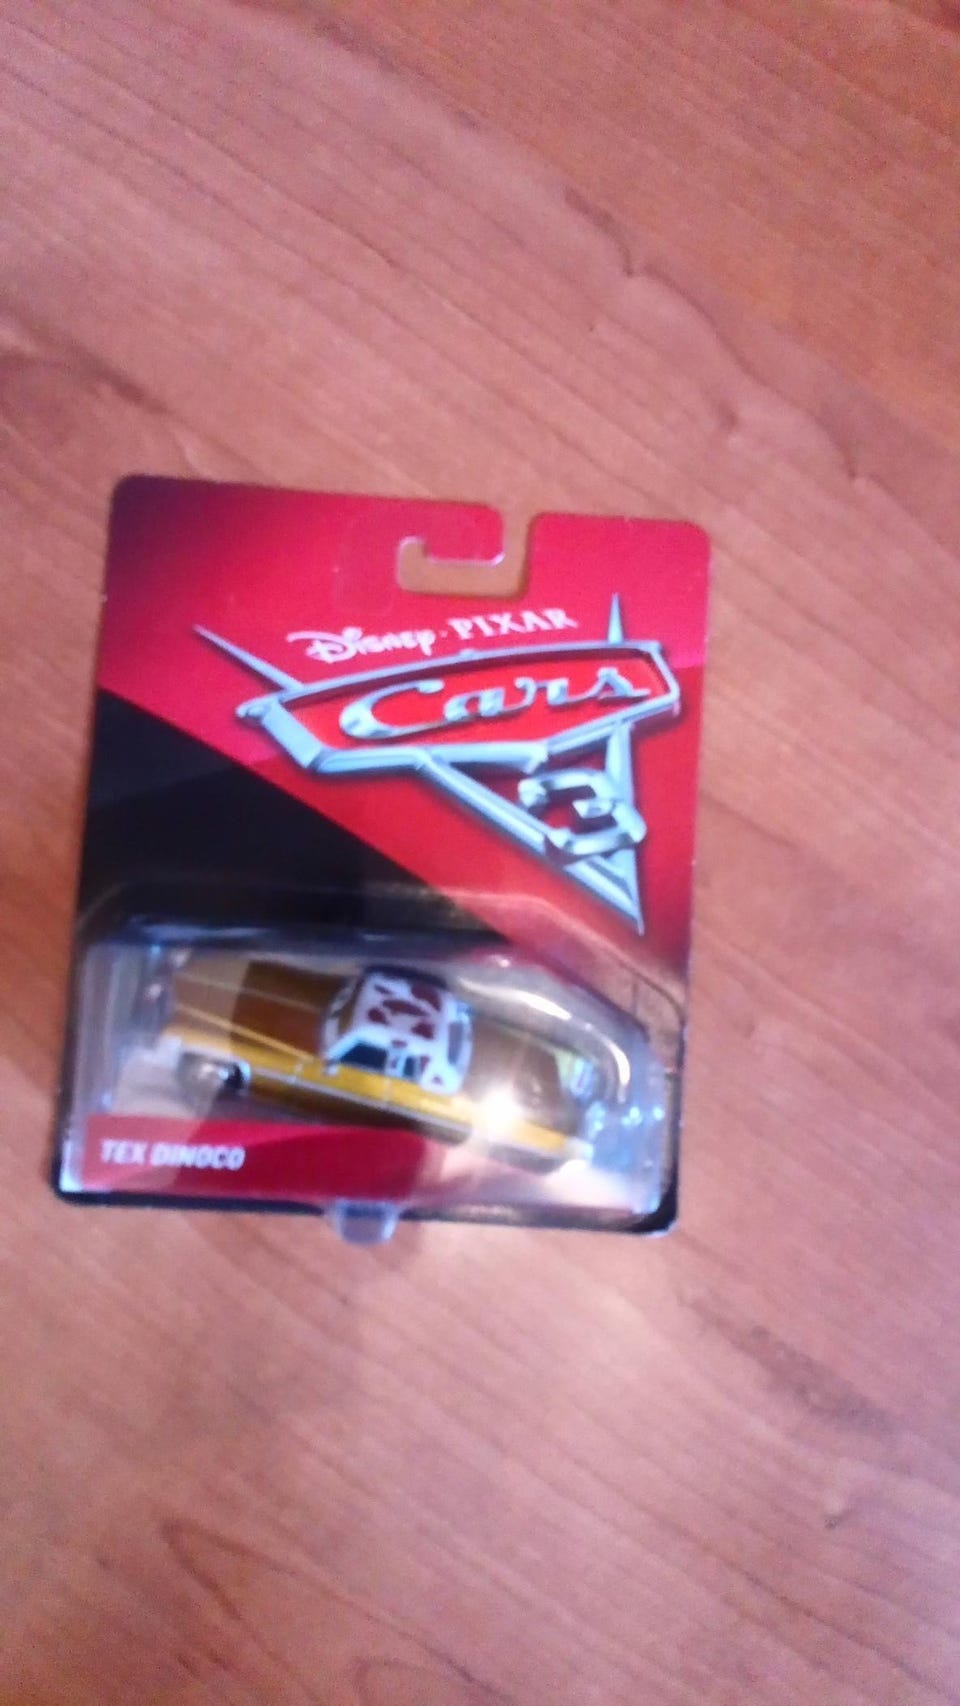 Disney·PIXAR
Cars
3
TEX DINOCO